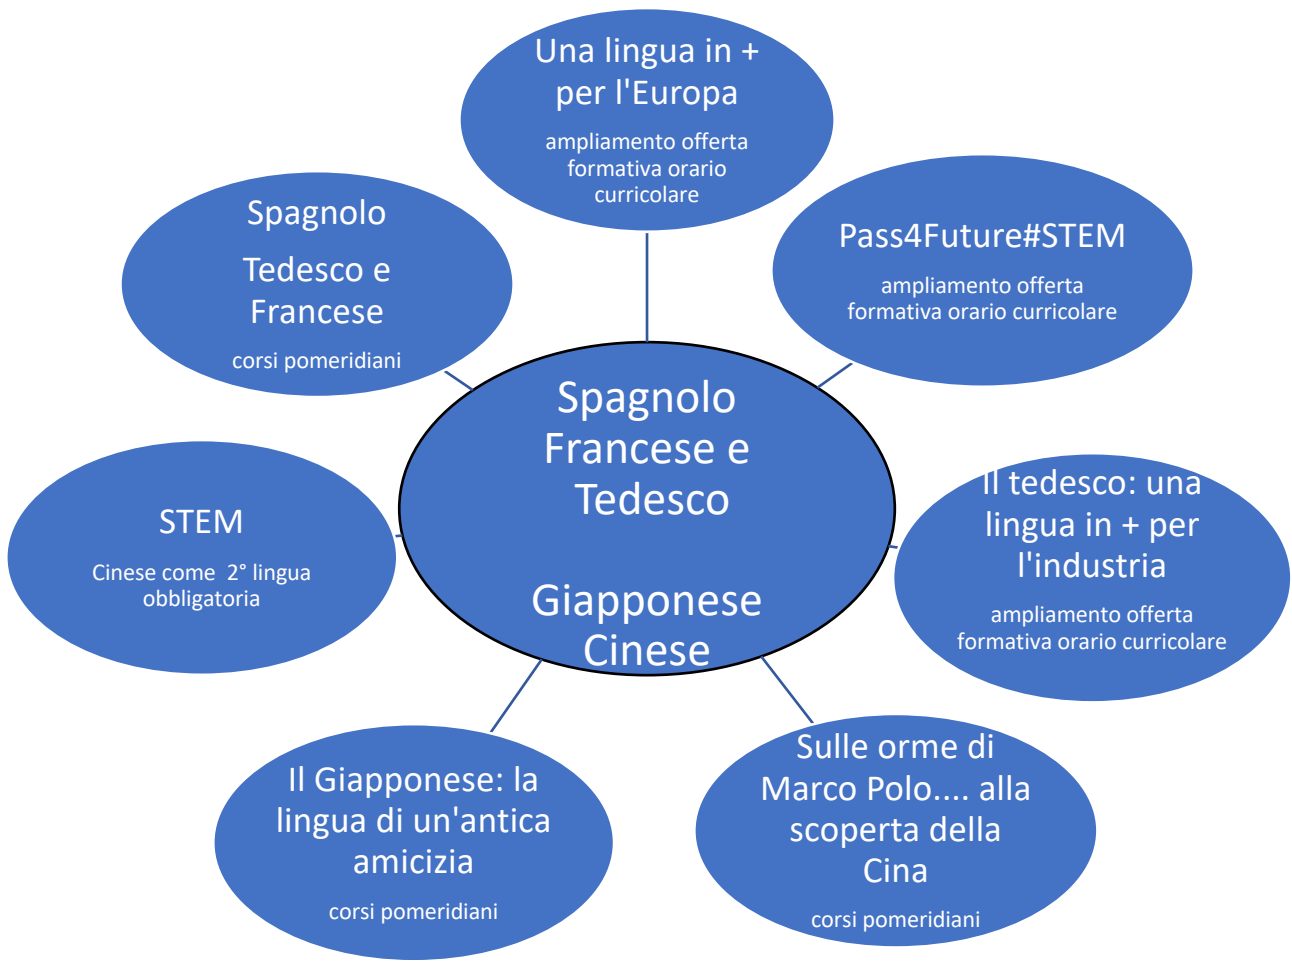 Una lingua in +
per l'Europa
ampliamento offerta
formativa orario
curricolare
Pass4Future#STEM
ampliamento offerta
formativa orario curricolare
Il tedesco: una
lingua in + per
l'industria
ampliamento offerta
formativa orario curricolare
Sulle orme di
Marco Polo.... alla
scoperta della
Cina
corsi pomeridiani
Il Giapponese: la
lingua di un'antica
amicizia
corsi pomeridiani
STEM
Cinese come 2° lingua
obbligatoria
Spagnolo
Tedesco e
Francese
corsi pomeridiani
Spagnolo
Francese e
Tedesco
Giapponese
Cinese